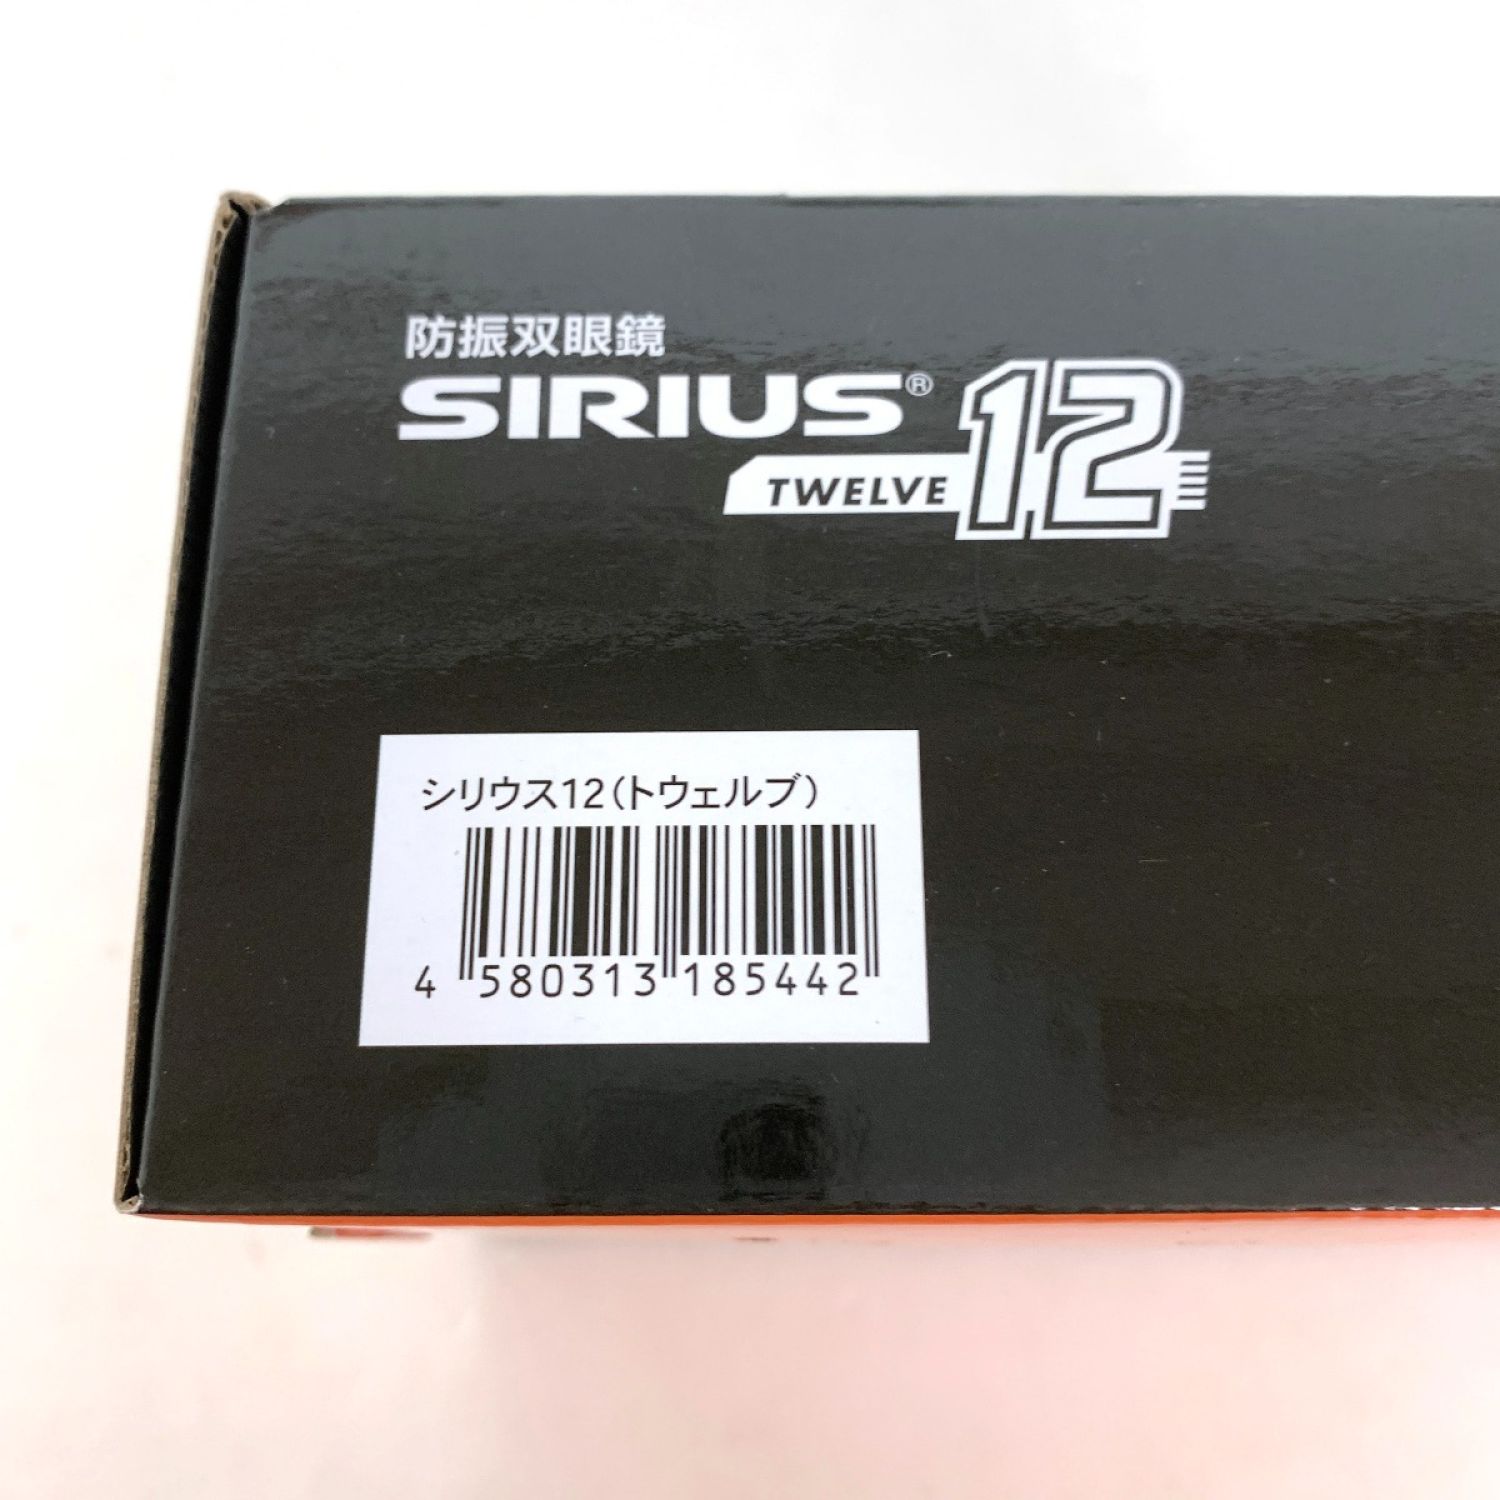 防振双眼鏡
SIRIUS® 12
TWELVE
シリウス12(トウェルブ)
4 580313 185442